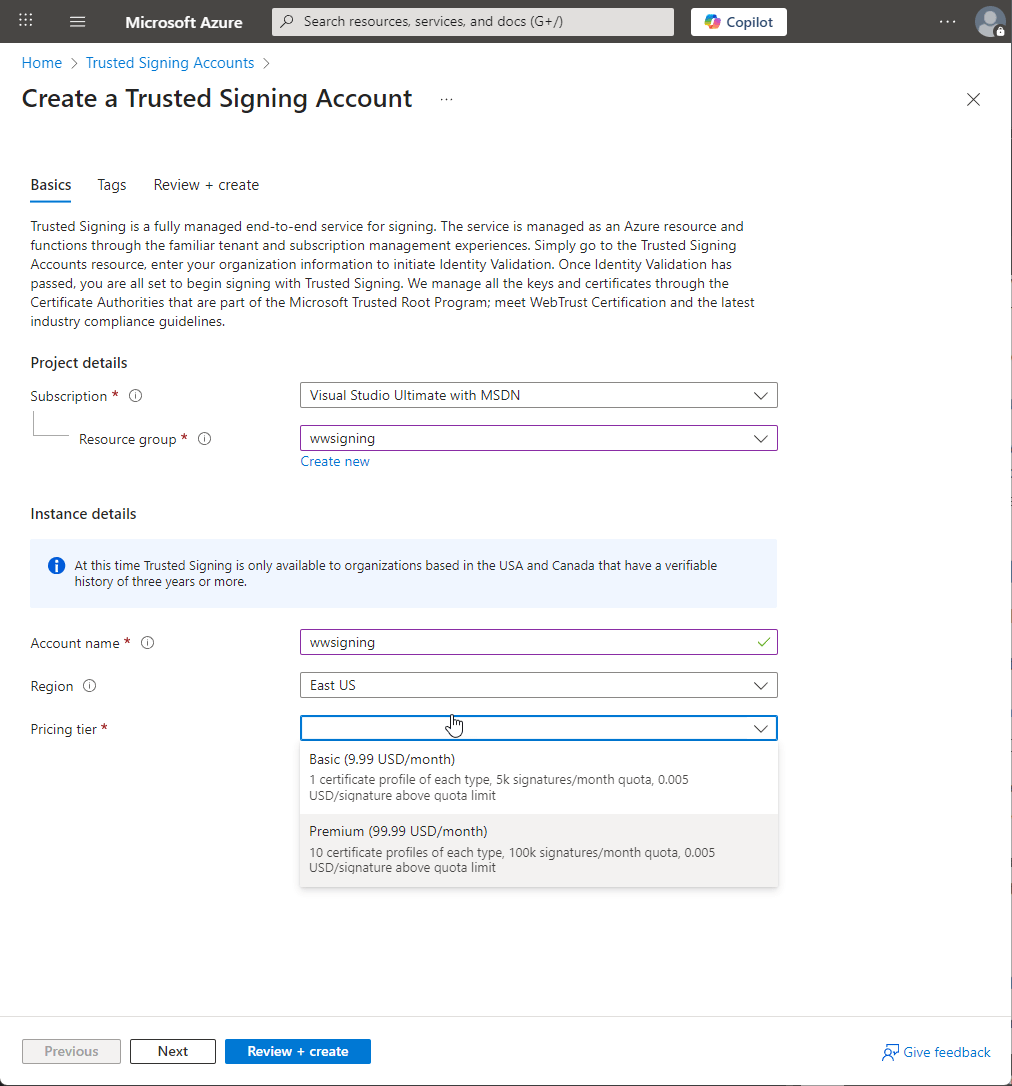 Microsoft Azure
Search resources, services, and docs (G+/)
Copilot
Home > Trusted Signing Accounts >
Create a Trusted Signing Account ...
Basics
Tags
Review + create
Trusted Signing is a fully managed end-to-end service for signing. The service is managed as an Azure resource and
functions through the familiar tenant and subscription management experiences. Simply go to the Trusted Signing
Accounts resource, enter your organization information to initiate Identity Validation. Once Identity Validation has
passed, you are all set to begin signing with Trusted Signing. We manage all the keys and certificates through the
Certificate Authorities that are part of the Microsoft Trusted Root Program; meet WebTrust Certification and the latest
industry compliance guidelines.
Project details
Subscription *
Visual Studio Ultimate with MSDN
Resource group *
wwsigning
Create new
Instance details
At this time Trusted Signing is only available to organizations based in the USA and Canada that have a verifiable
history of three years or more.
Account name *
wwsigning
Region
East US
Pricing tier *
Basic (9.99 USD/month)
1 certificate profile of each type, 5k signatures/month quota, 0.005
USD/signature above quota limit
Premium (99.99 USD/month)
10 certificate profiles of each type, 100k signatures/month quota, 0.005
USD/signature above quota limit
Previous
Next
Review + create
Give feedback